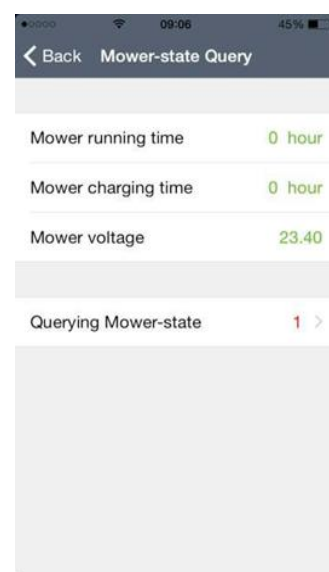 09:06 45%
Back Mower-state Query
Mower running time 0 hour
Mower charging time 0 hour
Mower voltage 23.40
Querying Mower-state 1